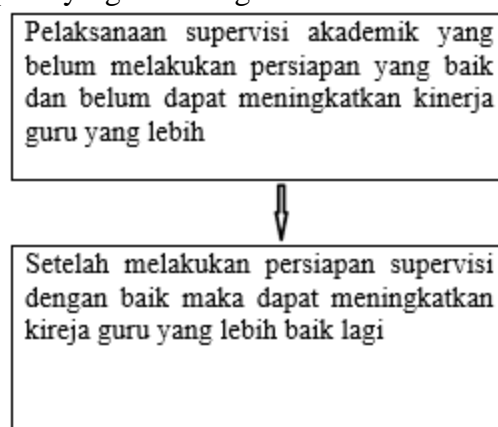 Pelaksanaan supervisi akademik yang
belum melakukan persiapan yang baik
dan belum dapat meningkatkan kinerja
guru yang lebih
Setelah melakukan persiapan supervisi
dengan baik maka dapat meningkatkan
kireja guru yang lebih baik lagi